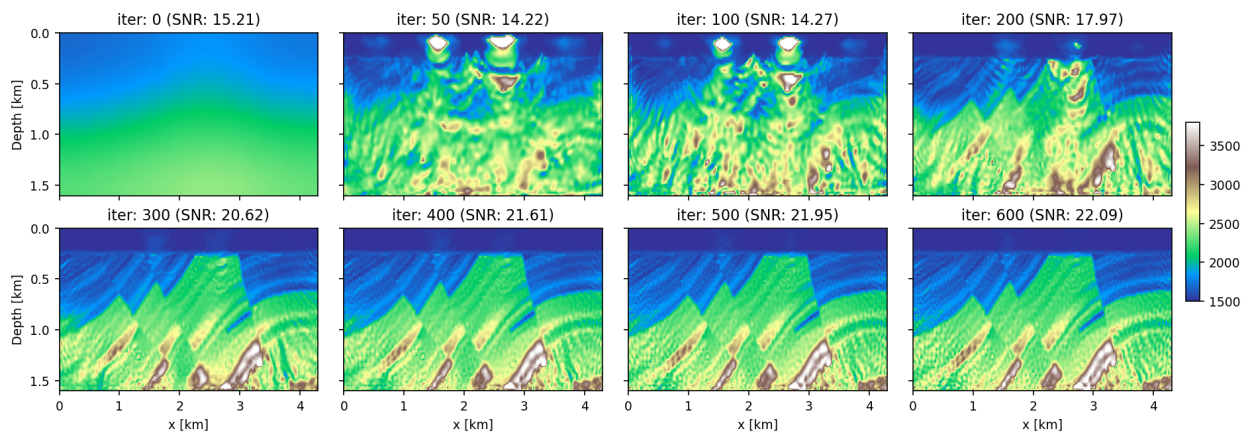 iter: 0 (SNR: 15.21)
iter: 50 (SNR: 14.22)
iter: 100 (SNR: 14.27)
iter: 200 (SNR: 17.97)
0.0
0.5
1.0
1.5
Depth [km]
iter: 300 (SNR: 20.62)
iter: 400 (SNR: 21.61)
iter: 500 (SNR: 21.95)
iter: 600 (SNR: 22.09)
0.0
0.5
1.0
1.5
Depth [km]
0 1 2 3 4
0 1 2 3 4
0 1 2 3 4
0 1 2 3 4
x [km]
x [km]
x [km]
x [km]
3500
3000
2500
2000
1500